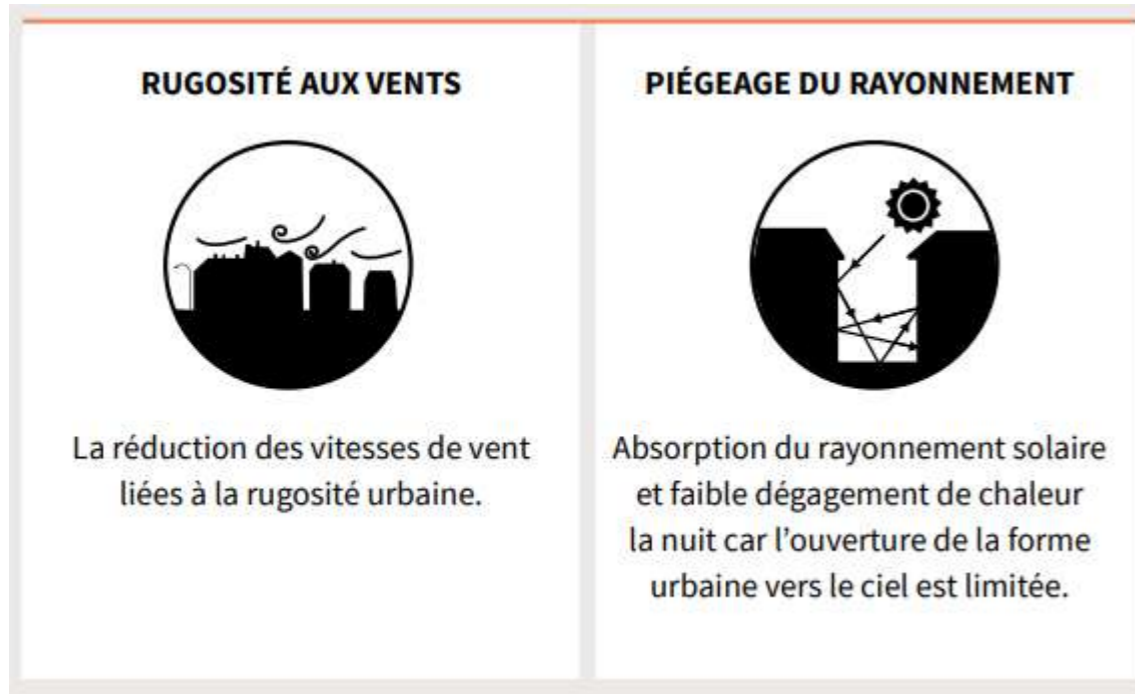 RUGOSITÉ AUX VENTS
La réduction des vitesses de vent
liées à la rugosité urbaine.
PIÉGEAGE DU RAYONNEMENT
Absorption du rayonnement solaire
et faible dégagement de chaleur
la nuit car l’ouverture de la forme
urbaine vers le ciel est limitée.